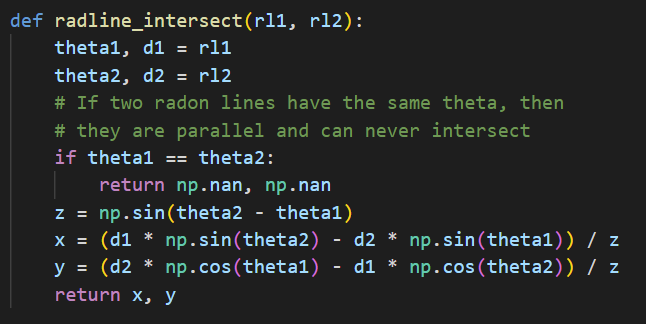 def radline_intersect(rl1, rl2):
    theta1, d1 = rl1
    theta2, d2 = rl2
    # If two radon lines have the same theta, then
    # they are parallel and can never intersect
    if theta1 == theta2:
        return np.nan, np.nan
    z = np.sin(theta2 - theta1)
    x = (d1 * np.sin(theta2) - d2 * np.sin(theta1)) / z
    y = (d2 * np.cos(theta1) - d1 * np.cos(theta2)) / z
    return x, y